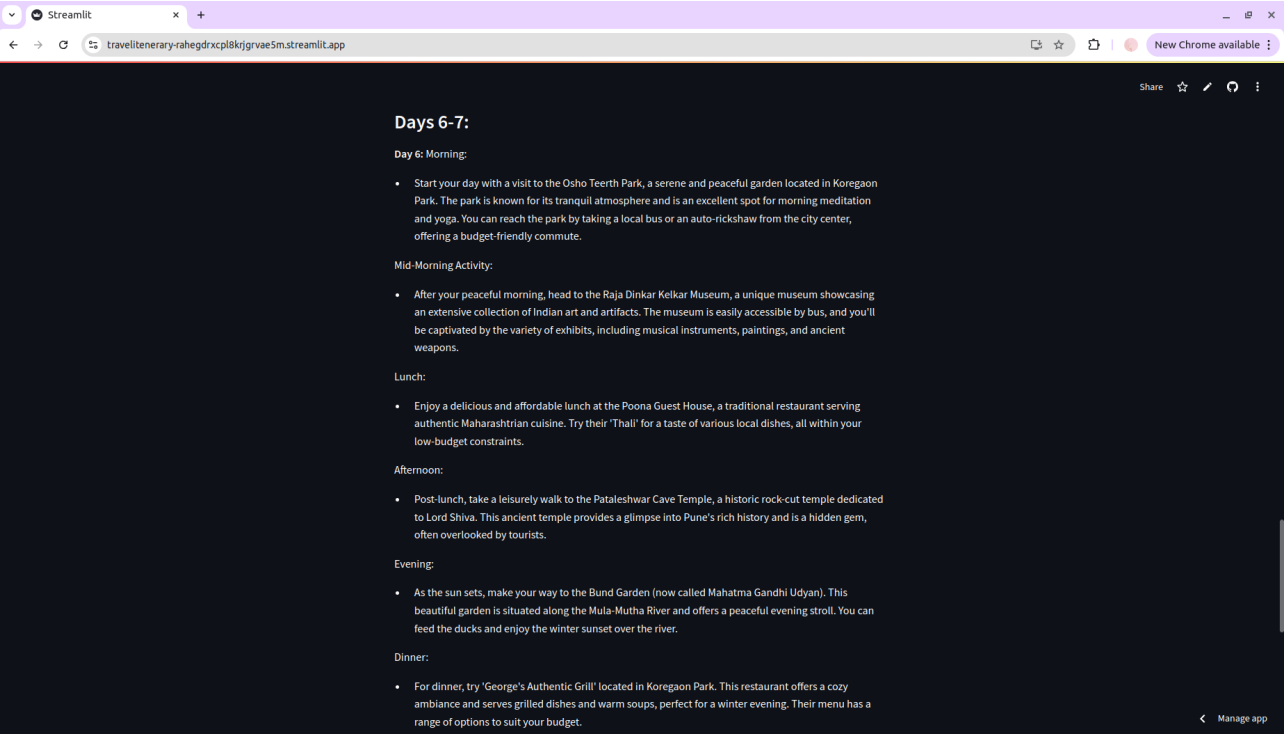 Streamlit
travelitenerary-rahegdrxcpl8krjgrvae5m.streamlit.app
New Chrome available
Share
Days 6-7:
Day 6: Morning:
• Start your day with a visit to the Osho Teerth Park, a serene and peaceful garden located in Koregaon
Park. The park is known for its tranquil atmosphere and is an excellent spot for morning meditation
and yoga. You can reach the park by taking a local bus or an auto-rickshaw from the city center,
offering a budget-friendly commute.
Mid-Morning Activity:
• After your peaceful morning, head to the Raja Dinkar Kelkar Museum, a unique museum showcasing
an extensive collection of Indian art and artifacts. The museum is easily accessible by bus, and you'll
be captivated by the variety of exhibits, including musical instruments, paintings, and ancient
weapons.
Lunch:
• Enjoy a delicious and affordable lunch at the Poona Guest House, a traditional restaurant serving
authentic Maharashtrian cuisine. Try their 'Thali' for a taste of various local dishes, all within your
low-budget constraints.
Afternoon:
• Post-lunch, take a leisurely walk to the Pataleshwar Cave Temple, a historic rock-cut temple dedicated
to Lord Shiva. This ancient temple provides a glimpse into Pune's rich history and is a hidden gem,
often overlooked by tourists.
Evening:
• As the sun sets, make your way to the Bund Garden (now called Mahatma Gandhi Udyan). This
beautiful garden is situated along the Mula-Mutha River and offers a peaceful evening stroll. You can
feed the ducks and enjoy the winter sunset over the river.
Dinner:
• For dinner, try 'George's Authentic Grill' located in Koregaon Park. This restaurant offers a cozy
ambiance and serves grilled dishes and warm soups, perfect for a winter evening. Their menu has a
range of options to suit your budget.
Manage app